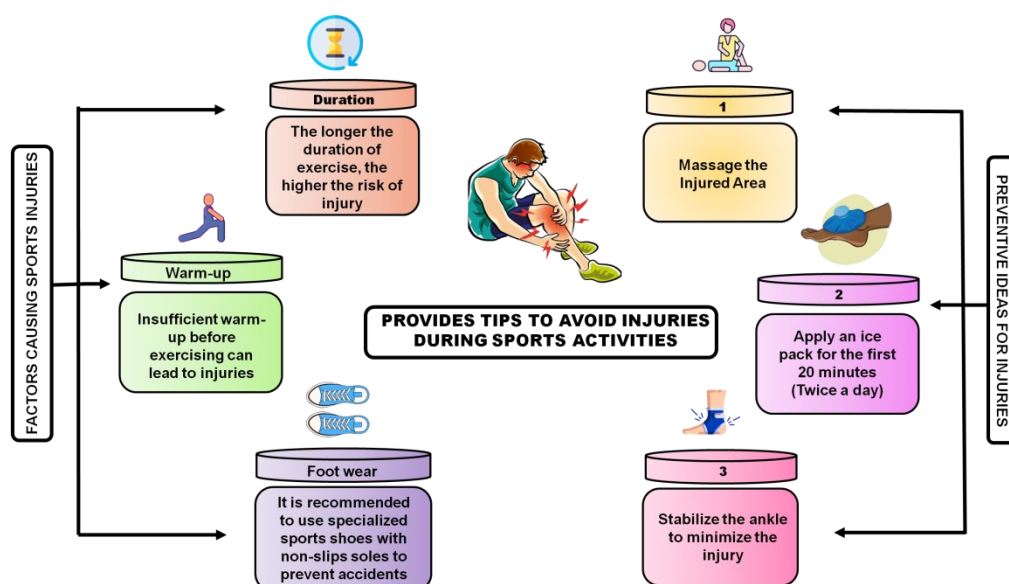 FACTORS CAUSING SPORTS INJURIES
Duration
The longer the
duration of
exercise, the
higher the risk of
injury
Warm-up
Insufficient warm-
up before
exercising can
lead to injuries
Foot wear
It is recommended
to use specialized
sports shoes with
non-slips soles to
prevent accidents
PROVIDES TIPS TO AVOID INJURIES
DURING SPORTS ACTIVITIES
1
Massage the
Injured Area
2
Apply an ice
pack for the first
20 minutes
(Twice a day)
3
Stabilize the ankle
to minimize the
injury
PREVENTIVE IDEAS FOR INJURIES